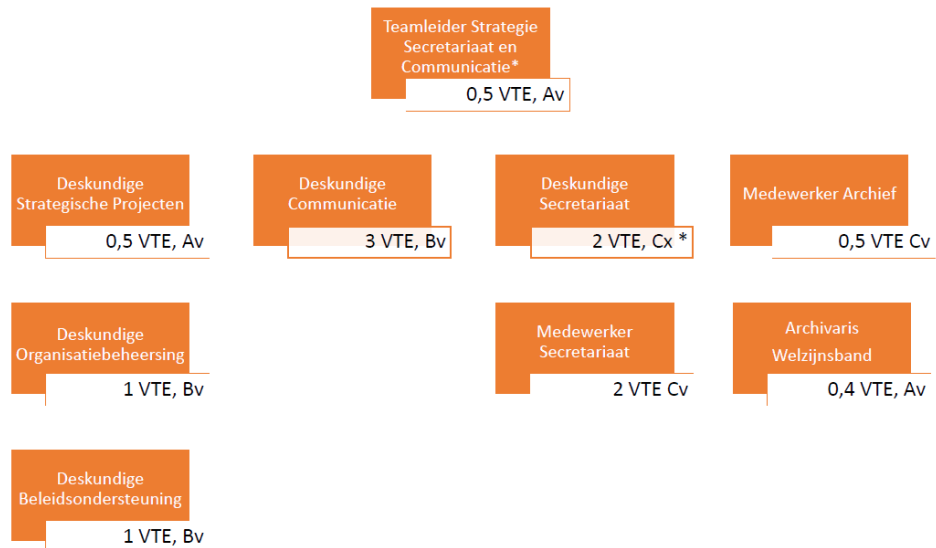 Teamleider Strategie
Secretariaat en
Communicatie*
0,5 VTE, Av
Deskundige
Strategische Projecten
0,5 VTE, Av
Deskundige
Communicatie
3 VTE, Bv
Deskundige
Secretariaat
2 VTE, Cx *
Medewerker Archief
0,5 VTE Cv
Deskundige
Organisatiebeheersing
1 VTE, Bv
Medewerker
Secretariaat
2 VTE Cv
Archivaris
Welzijnsband
0,4 VTE, Av
Deskundige
Beleidsondersteuning
1 VTE, Bv